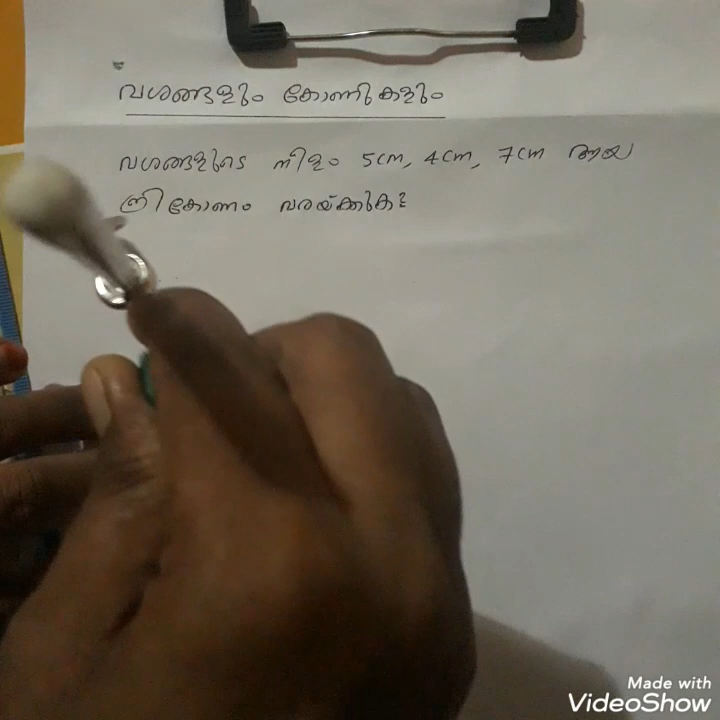 വശങ്ങളും കോണുകളും
വശങ്ങളുടെ നീളം 5cm, 4cm, 7cm ആയ
ത്രികോണം വരയ്ക്കുക?
Made with
VideoShow